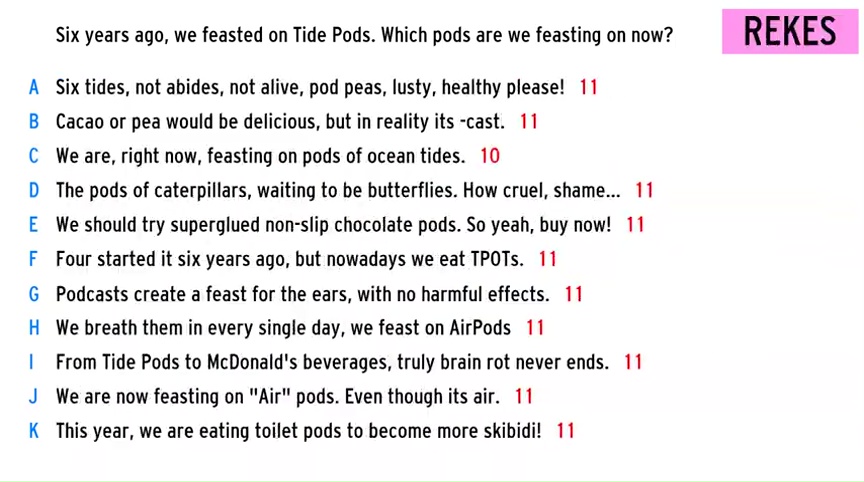 Six years ago, we feasted on Tide Pods. Which pods are we feasting on now?
REKES
A Six tides, not abides, not alive, pod peas, lusty, healthy please! 11
B Cacao or pea would be delicious, but in reality its -cast. 11
C We are, right now, feasting on pods of ocean tides. 10
D The pods of caterpillars, waiting to be butterflies. How cruel, shame... 11
E We should try superglued non-slip chocolate pods. So yeah, buy now! 11
F Four started it six years ago, but nowadays we eat TPOTs. 11
G Podcasts create a feast for the ears, with no harmful effects. 11
H We breath them in every single day, we feast on AirPods 11
I From Tide Pods to McDonald's beverages, truly brain rot never ends. 11
J We are now feasting on "Air" pods. Even though its air. 11
K This year, we are eating toilet pods to become more skibidi! 11